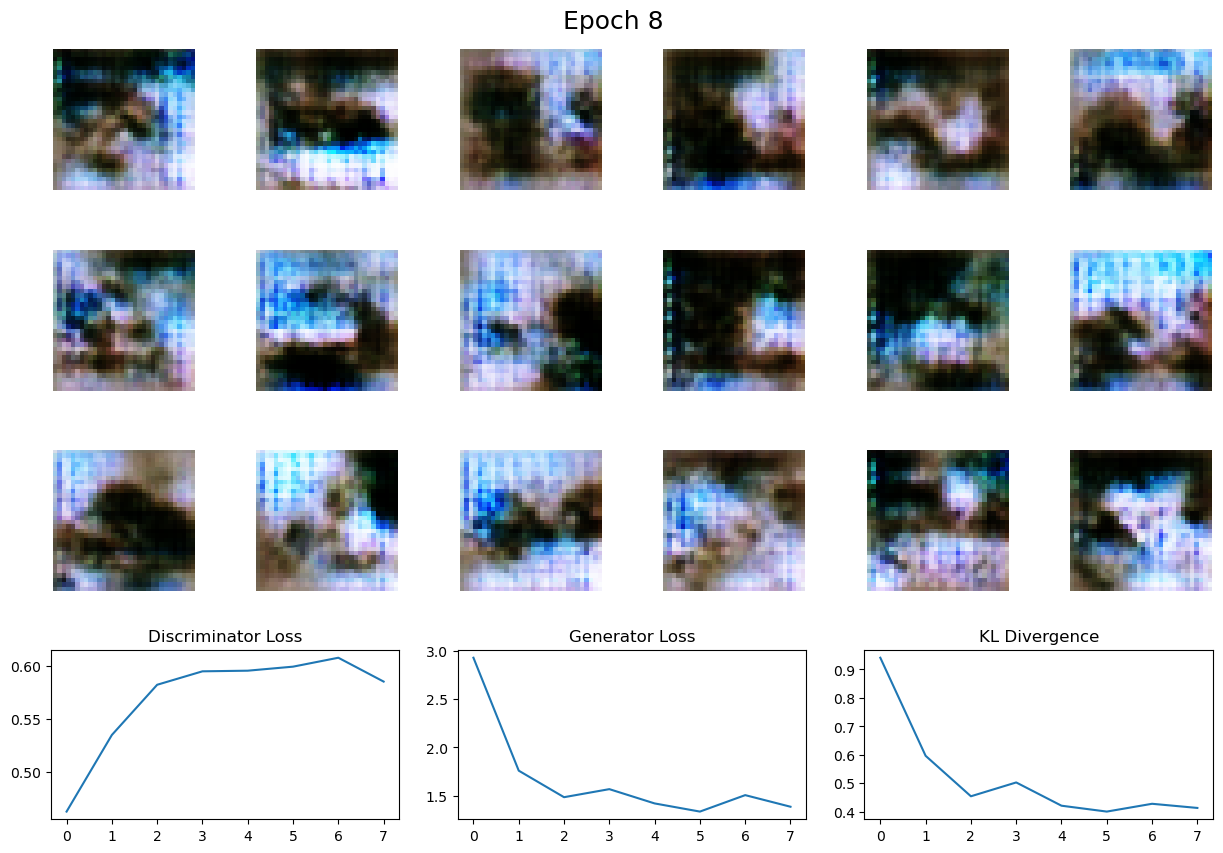 Epoch 8
Discriminator Loss
Generator Loss
KL Divergence
0.60
0.55
0.50
0 1 2 3 4 5 6 7
3.0
2.5
2.0
1.5
0 1 2 3 4 5 6 7
0.9
0.8
0.7
0.6
0.5
0.4
0 1 2 3 4 5 6 7